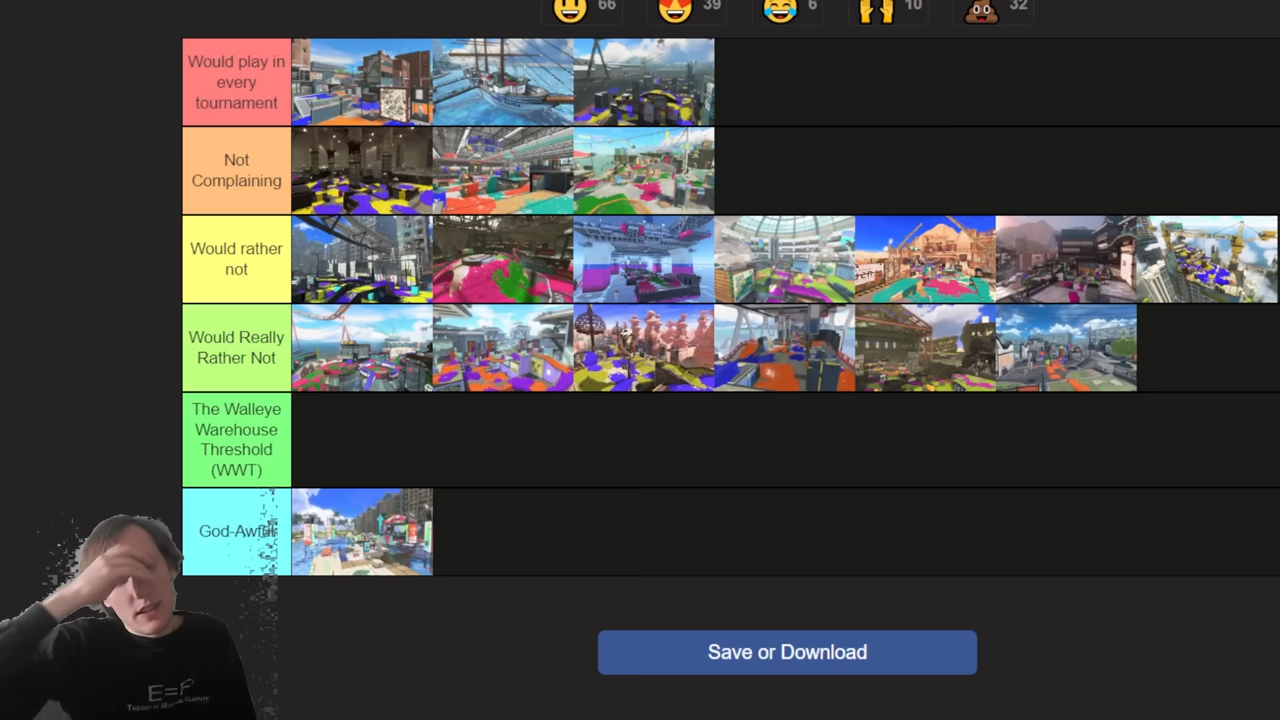 66 39 6 10 32
Would play in
every
tournament
Not
Complaining
Would rather
not
Would Really
Rather Not
The Walleye
Warehouse
Threshold
(WWT)
God-Awful
Save or Download